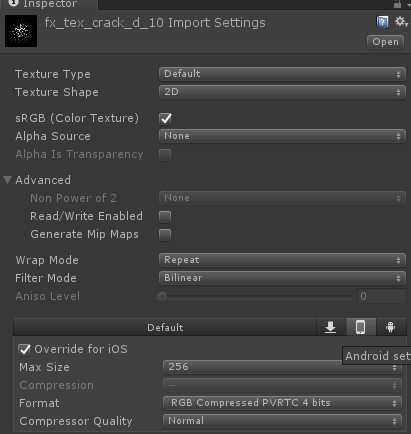 Inspector
fx_tex_crack_d_10 Import Settings
Open
Texture Type Default
Texture Shape 2D
sRGB (Color Texture)
Alpha Source None
Alpha Is Transparency
Advanced
Non Power of 2 None
Read/Write Enabled
Generate Mip Maps
Wrap Mode Repeat
Filter Mode Bilinear
Aniso Level 0
Default
Override for iOS
Android set
Max Size 256
Compression —
Format RGB Compressed PVRTC 4 bits
Compressor Quality Normal